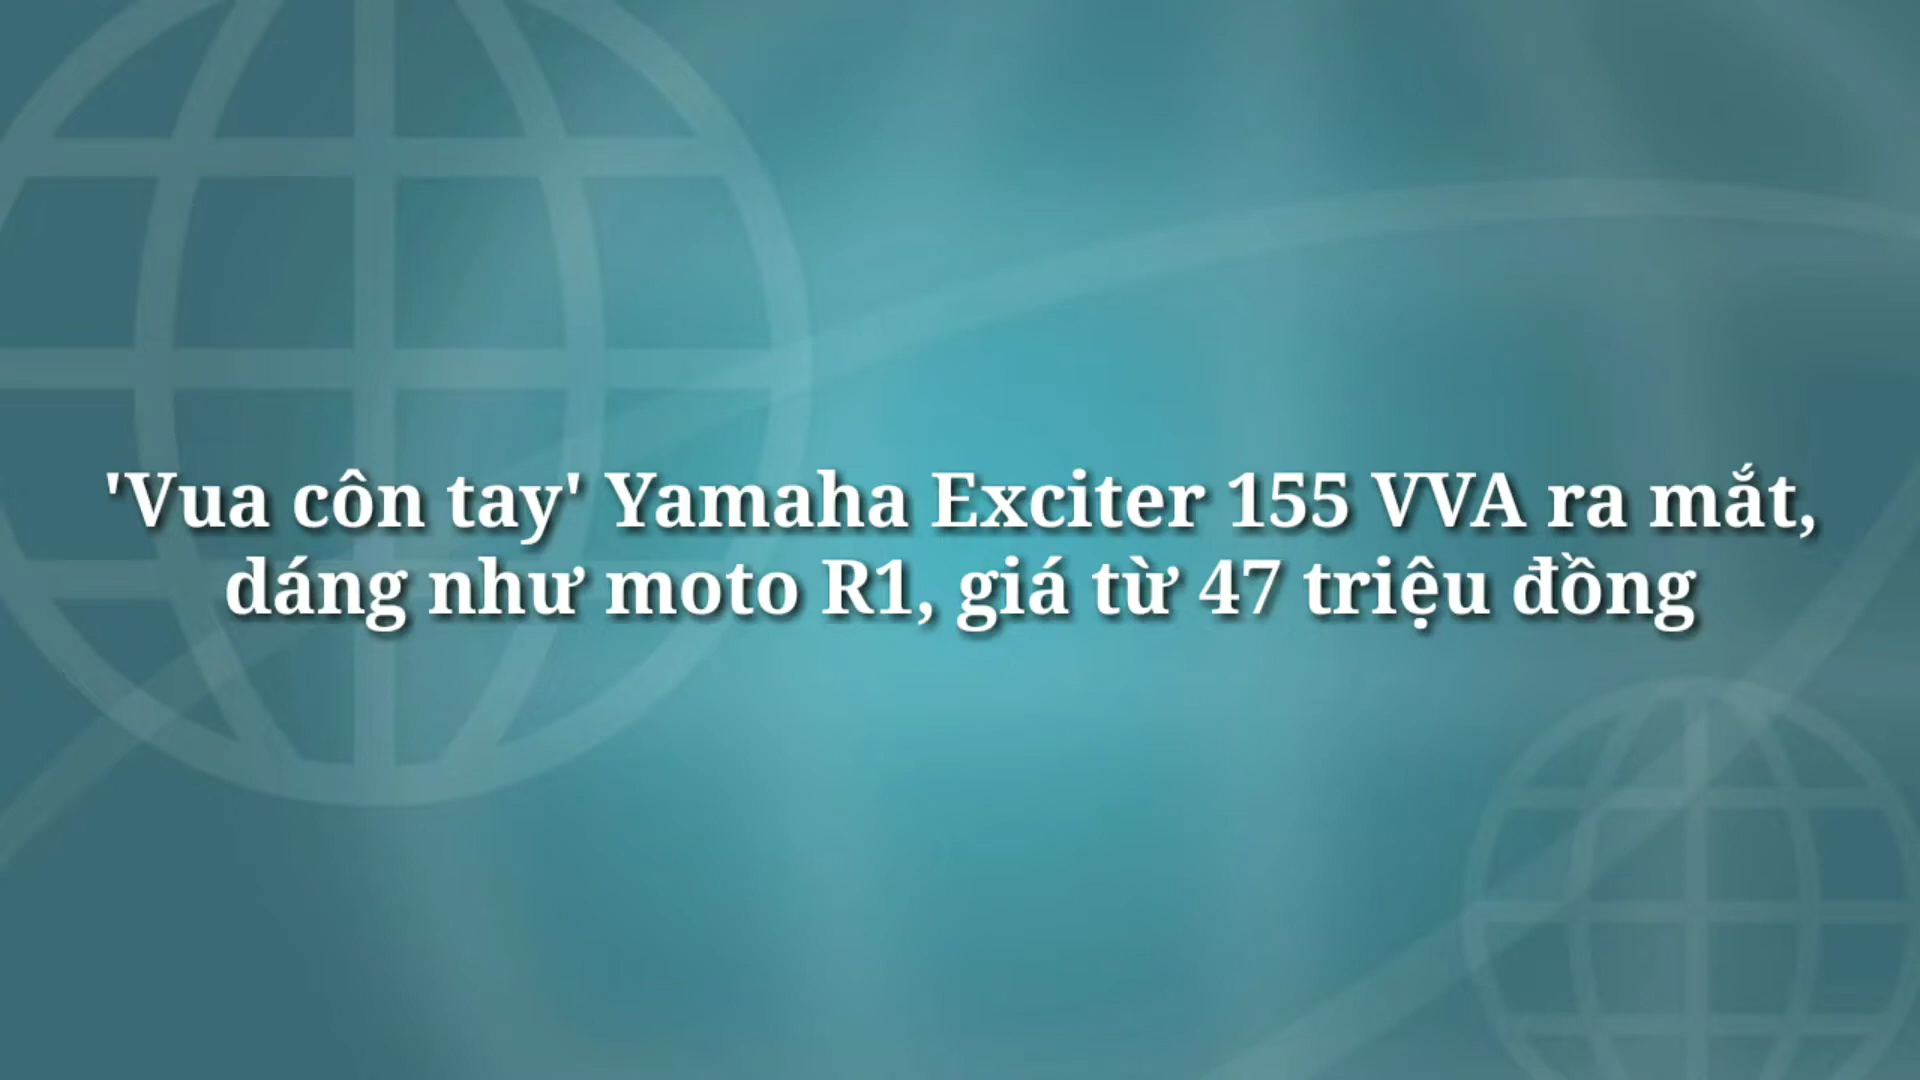 'Vua côn tay' Yamaha Exciter 155 VVA ra mắt,
dáng như moto R1, giá từ 47 triệu đồng